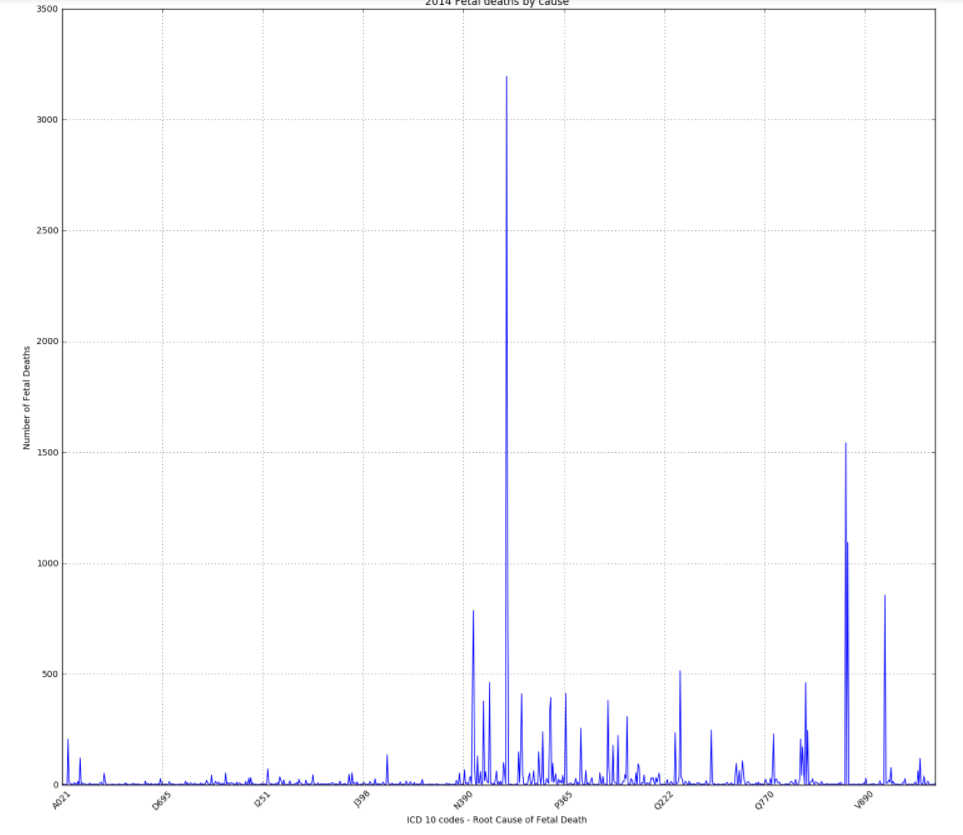 2014 Fetal deaths by cause
3500
3000
2500
2000
1500
1000
500
0
Number of Fetal Deaths
A021
D695
I251
J398
N390
P365
Q222
Q770
V890
ICD 10 codes - Root Cause of Fetal Death